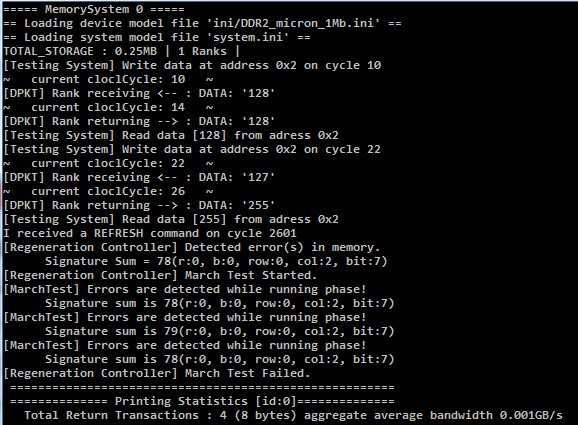 ===== MemorySystem 0 =====
== Loading device model file 'ini/DDR2_micron_1Mb.ini' ==
== Loading system model file 'system.ini' ==
TOTAL_STORAGE : 0.25MB | 1 Ranks |
[Testing System] Write data at address 0x2 on cycle 10
~   current cloclCycle: 10   ~
[DPKT] Rank receiving <-- : DATA: '128'
~   current cloclCycle: 14   ~
[DPKT] Rank returning --> : DATA: '128'
[Testing System] Read data [128] from adress 0x2
[Testing System] Write data at address 0x2 on cycle 22
~   current cloclCycle: 22   ~
[DPKT] Rank receiving <-- : DATA: '127'
~   current cloclCycle: 26   ~
[DPKT] Rank returning --> : DATA: '255'
[Testing System] Read data [255] from adress 0x2
I received a REFRESH command on cycle 2601
[Regeneration Controller] Detected error(s) in memory.
      Signature Sum = 78(r:0, b:0, row:0, col:2, bit:7)
[Regeneration Controller] March Test Started.
[MarchTest] Errors are detected while running phase!
      Signature sum is 78(r:0, b:0, row:0, col:2, bit:7)
[MarchTest] Errors are detected while running phase!
      Signature sum is 79(r:0, b:0, row:0, col:2, bit:7)
[MarchTest] Errors are detected while running phase!
      Signature sum is 78(r:0, b:0, row:0, col:2, bit:7)
[Regeneration Controller] March Test Failed.
 =======================================================
 ============== Printing Statistics [id:0]==============
   Total Return Transactions : 4 (8 bytes) aggregate average bandwidth 0.001GB/s